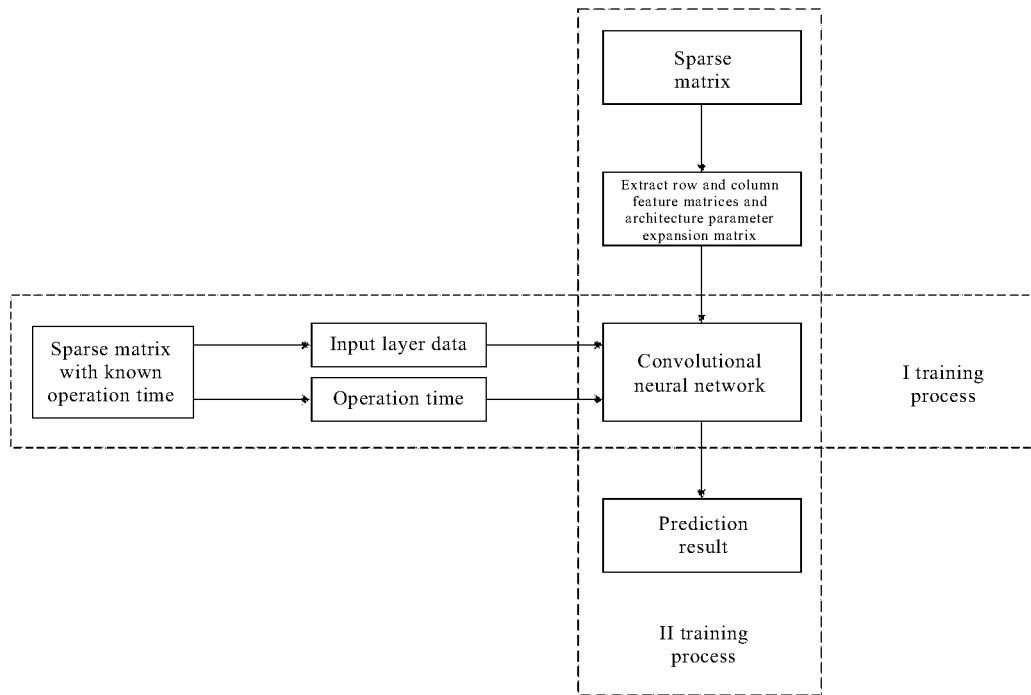 Sparse
matrix
Extract row and column
feature matrices and
architecture parameter
expansion matrix
Sparse matrix
with known
operation time
Input layer data
Operation time
Convolutional
neural network
I training
process
Prediction
result
II training
process